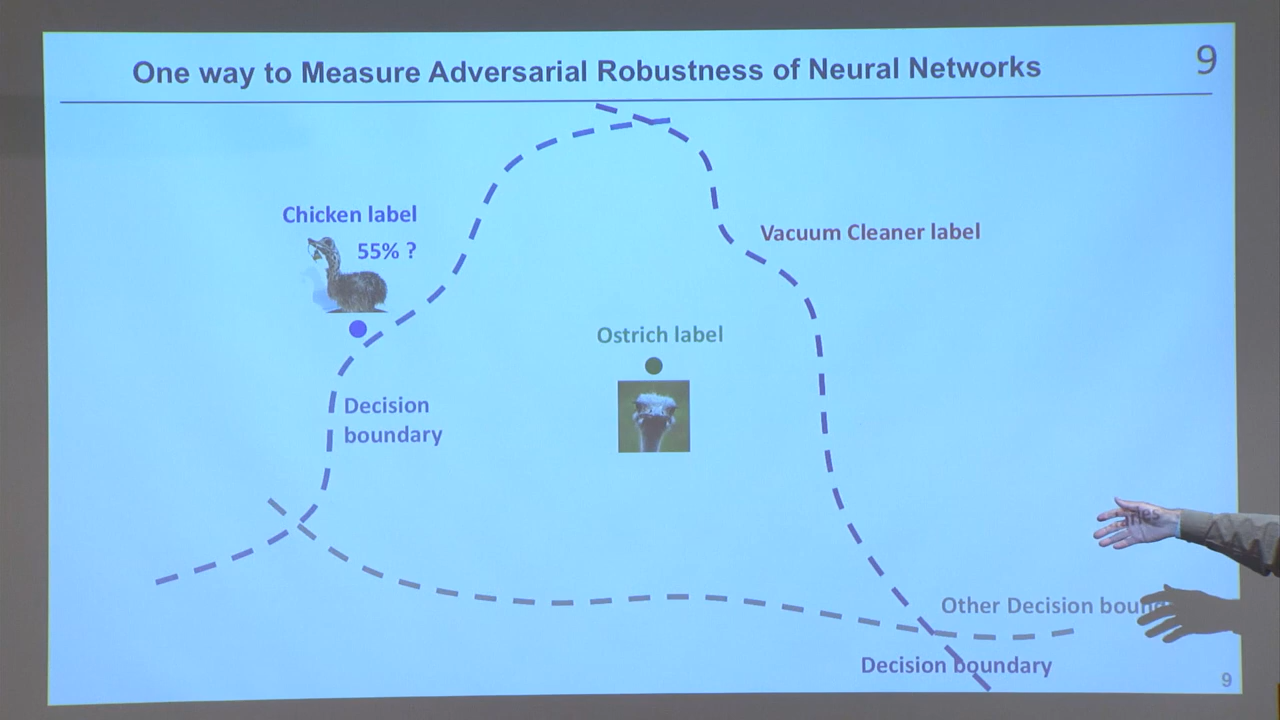 One way to Measure Adversarial Robustness of Neural Networks
9
Chicken label
55% ?
Vacuum Cleaner label
Ostrich label
Decision
boundary
Other Decision
Decision boundary
9